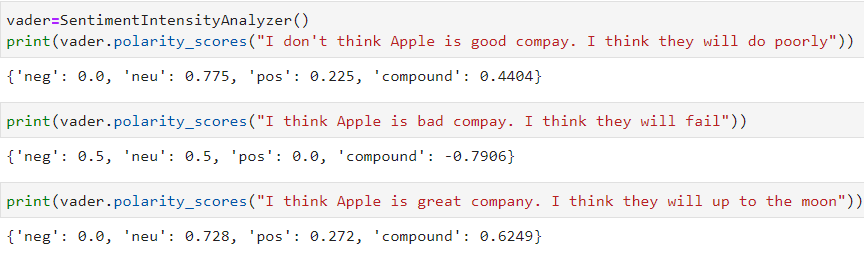 vader=SentimentIntensityAnalyzer()
print(vader.polarity_scores("I don't think Apple is good compay. I think they will do poorly"))
{'neg': 0.0, 'neu': 0.775, 'pos': 0.225, 'compound': 0.4404}
print(vader.polarity_scores("I think Apple is bad compay. I think they will fail"))
{'neg': 0.5, 'neu': 0.5, 'pos': 0.0, 'compound': -0.7906}
print(vader.polarity_scores("I think Apple is great company. I think they will up to the moon"))
{'neg': 0.0, 'neu': 0.728, 'pos': 0.272, 'compound': 0.6249}